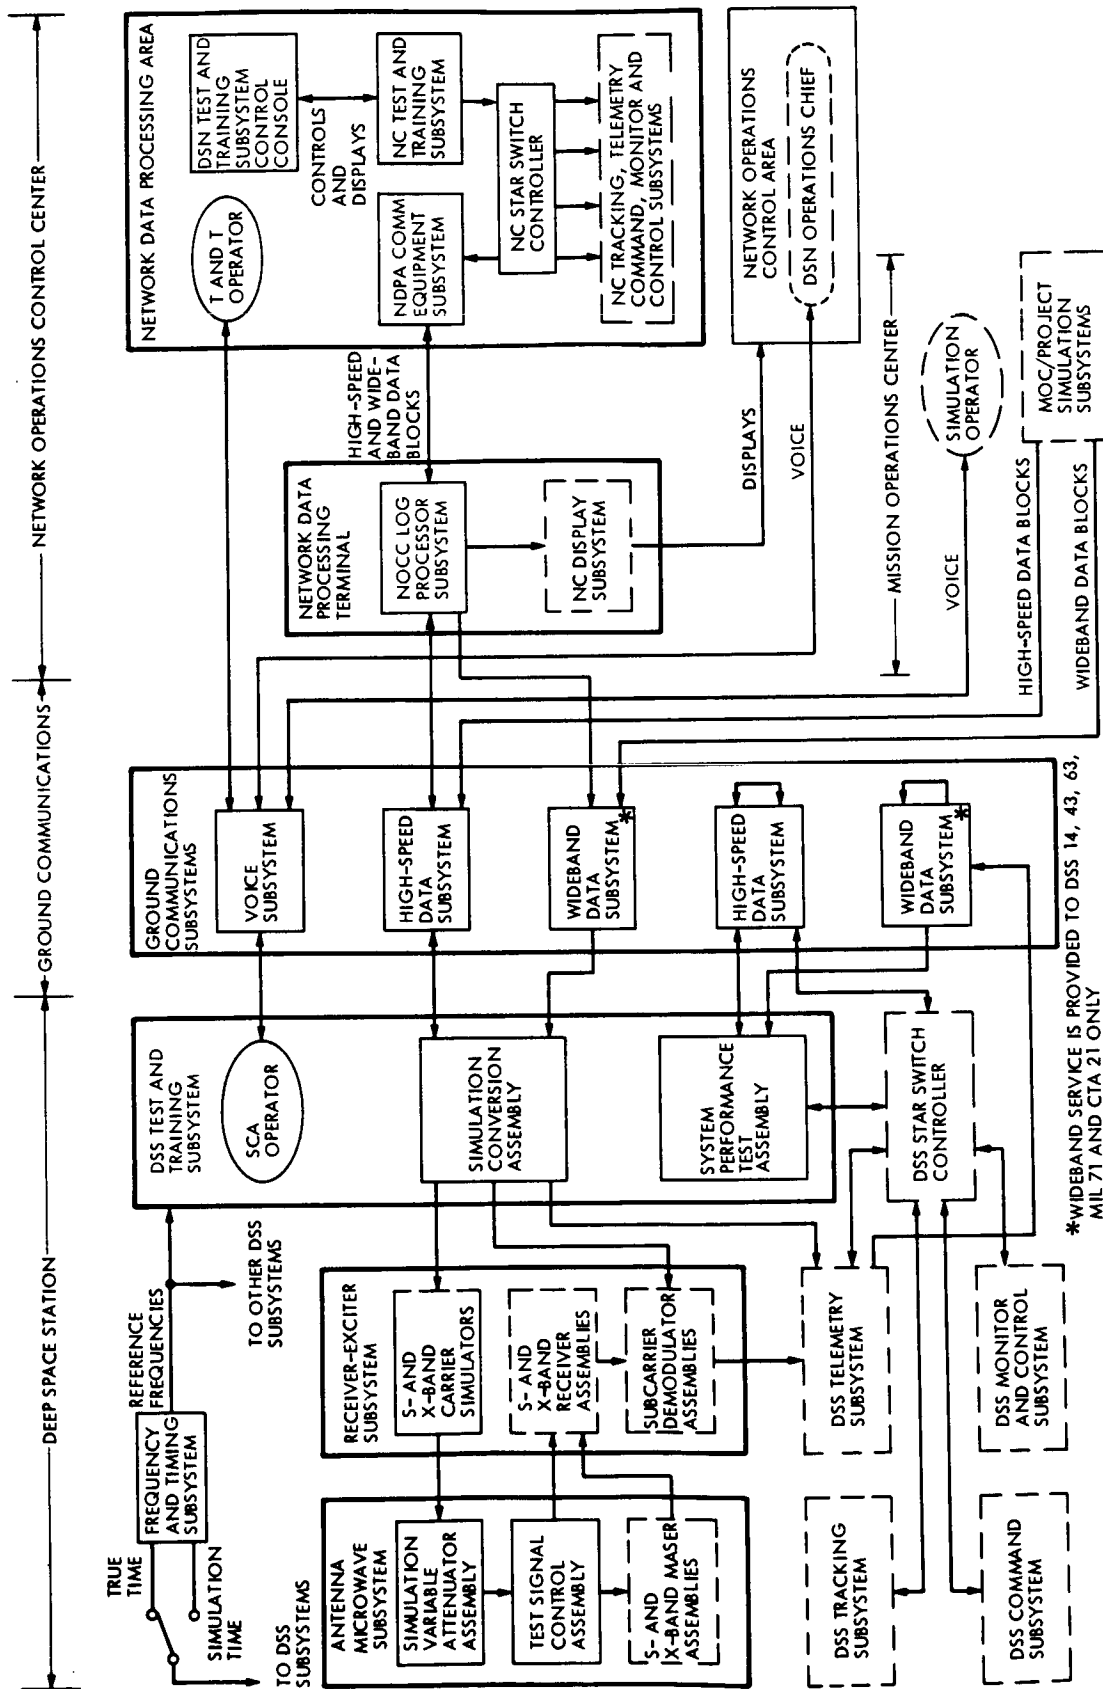 DEEP SPACE STATION
GROUND COMMUNICATIONS
NETWORK OPERATIONS CONTROL CENTER
TRUE
TIME
SIMULATION
TIME
TO DSS
SUBSYSTEMS
FREQUENCY
AND TIMING
SUBSYSTEM
REFERENCE
FREQUENCIES
TO OTHER DSS
SUBSYSTEMS
ANTENNA
MICROWAVE
SUBSYSTEM
SIMULATION
VARIABLE
ATTENUATOR
ASSEMBLY
TEST SIGNAL
CONTROL
ASSEMBLY
S- AND
X-BAND MASER
ASSEMBLIES
RECEIVER-EXCITER
SUBSYSTEM
S- AND
X-BAND
CARRIER
SIMULATORS
S- AND
X-BAND
RECEIVER
ASSEMBLIES
SUBCARRIER
DEMODULATOR
ASSEMBLIES
DSS TRACKING
SUBSYSTEM
DSS COMMAND
SUBSYSTEM
DSS TELEMETRY
SUBSYSTEM
DSS MONITOR
AND CONTROL
SUBSYSTEM
DSS TEST AND
TRAINING
SUBSYSTEM
SCA
OPERATOR
SIMULATION
CONVERSION
ASSEMBLY
SYSTEM
PERFORMANCE
TEST
ASSEMBLY
DSS STAR SWITCH
CONTROLLER
GROUND
COMMUNICATIONS
SUBSYSTEMS
VOICE
SUBSYSTEM
HIGH-SPEED
DATA
SUBSYSTEM
WIDEBAND
DATA
SUBSYSTEM
*
HIGH-SPEED
DATA
SUBSYSTEM
WIDEBAND
DATA
SUBSYSTEM
*
NETWORK DATA
PROCESSING
TERMINAL
NOCC LOG
PROCESSOR
SUBSYSTEM
NC DISPLAY
SUBSYSTEM
HIGH-SPEED
AND WIDE-
BAND DATA
BLOCKS
NETWORK DATA PROCESSING AREA
T AND T
OPERATOR
DSN TEST AND
TRAINING
SUBSYSTEM
CONTROL
CONSOLE
CONTROLS
AND
DISPLAYS
NDPA COMM
EQUIPMENT
SUBSYSTEM
NC TEST AND
TRAINING
SUBSYSTEM
NC STAR SWITCH
CONTROLLER
NC TRACKING, TELEMETRY
COMMAND, MONITOR AND
CONTROL SUBSYSTEMS
DISPLAYS
VOICE
NETWORK OPERATIONS
CONTROL AREA
DSN OPERATIONS CHIEF
MISSION OPERATIONS CENTER
VOICE
SIMULATION
OPERATOR
HIGH-SPEED DATA BLOCKS
WIDEBAND DATA BLOCKS
MOC/PROJECT
SIMULATION
SUBSYSTEMS
*WIDEBAND SERVICE IS PROVIDED TO DSS 14, 43, 63,
MIL 71 AND CTA 21 ONLY